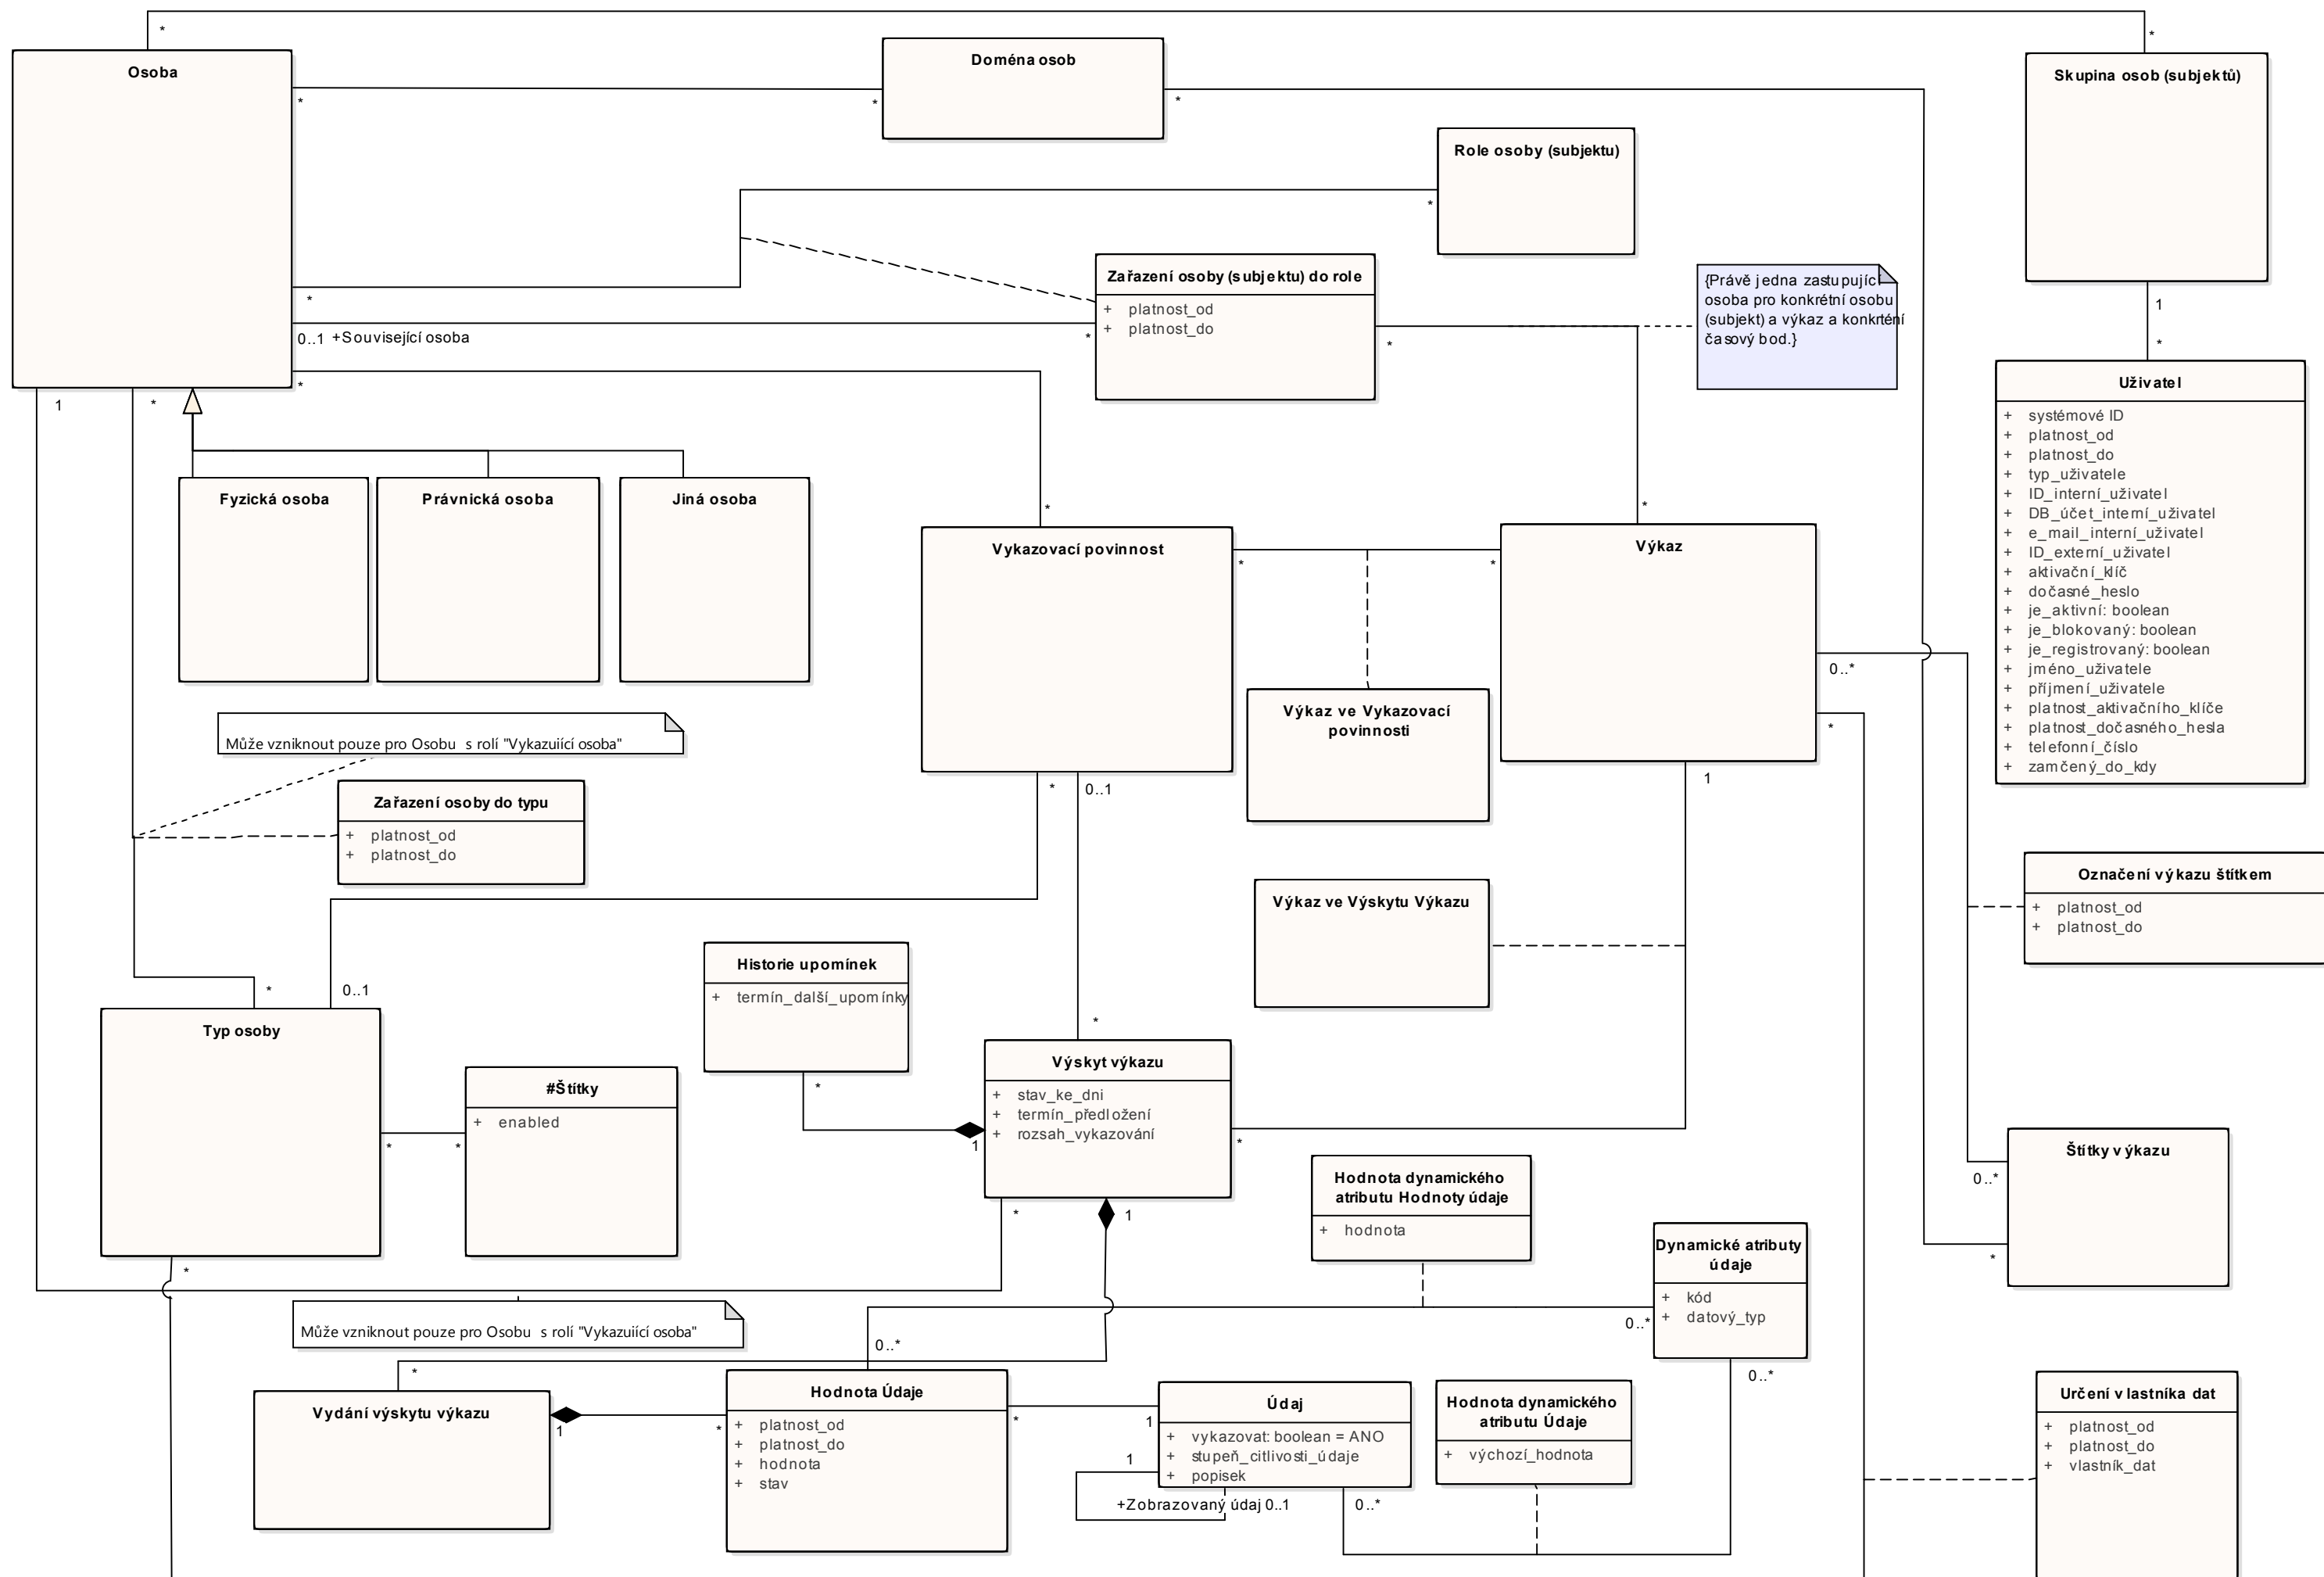 *
*
Osoba
Doména osob
Skupina osob (subjektů)
*
*
*
Role osoby (subjektu)
*
*
Zařazení osoby (subjektu) do role
+ platnost_od
+ platnost_do
{Právě jedna zastupující
osoba pro konkrétní osobu
(subjekt) a výkaz a konkrténí
časový bod.}
0..1 +Související osoba
*
*
1
*
*
1
*
Uživatel
+ systémové ID
+ platnost_od
+ platnost_do
+ typ_uživatele
+ ID_interní_uživatel
+ DB_účet_interní_uživatel
+ e_mail_interní_uživatel
+ ID_externí_uživatel
+ aktivační_klíč
+ dočasné_heslo
+ je_aktivní: boolean
+ je_blokovaný: boolean
+ je_registrovaný: boolean
+ jméno_uživatele
+ příjmení_uživatele
+ platnost_aktivačního_klíče
+ platnost_dočasného_hesla
+ telefonní_číslo
+ zamčený_do_kdy
Fyzická osoba
Právnická osoba
Jiná osoba
*
*
Vykazovací povinnost
Výkaz
*
*
0..*
*
Výkaz ve Vykazovací
povinnosti
Může vzniknout pouze pro Osobu s rolí "Vykazuiící osoba"
*
0..1
1
Zařazení osoby do typu
+ platnost_od
+ platnost_do
Označení výkazu štítkem
+ platnost_od
+ platnost_do
Výkaz ve Výskytu Výkazu
Historie upomínek
+ termín_další_upomínky
*
0..1
*
Typ osoby
#Štítky
+ enabled
*
*
*
Výskyt výkazu
+ stav_ke_dni
+ termín_předložení
+ rozsah_vykazování
1
*
Štítky výkazu
0..*
*
Hodnota dynamického
atributu Hodnoty údaje
+ hodnota
*
1
*
Dynamické atributy
údaje
+ kód
+ datový_typ
0..*
0..*
0..*
Může vzniknout pouze pro Osobu s rolí "Vykazuiící osoba"
*
Vydání výskytu výkazu
1
*
Hodnota Údaje
+ platnost_od
+ platnost_do
+ hodnota
+ stav
*
1
Údaj
+ vykazovat: boolean = ANO
+ stupeň_citlivosti_údaje
+ popisek
1
+Zobrazovaný údaj 0..1
0..*
Hodnota dynamického
atributu Údaje
+ výchozí_hodnota
Určení vlastníka dat
+ platnost_od
+ platnost_do
+ vlastník_dat